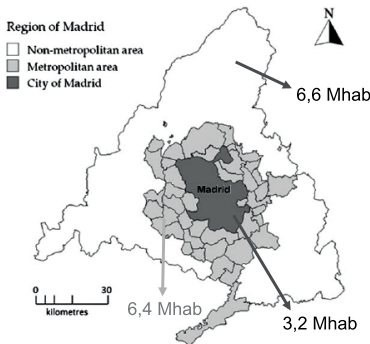 Region of Madrid
Non-metropolitan area
Metropolitan area
City of Madrid
N
6,6 Mhab
Madrid
0 30
kilometres
6,4 Mhab
3,2 Mhab